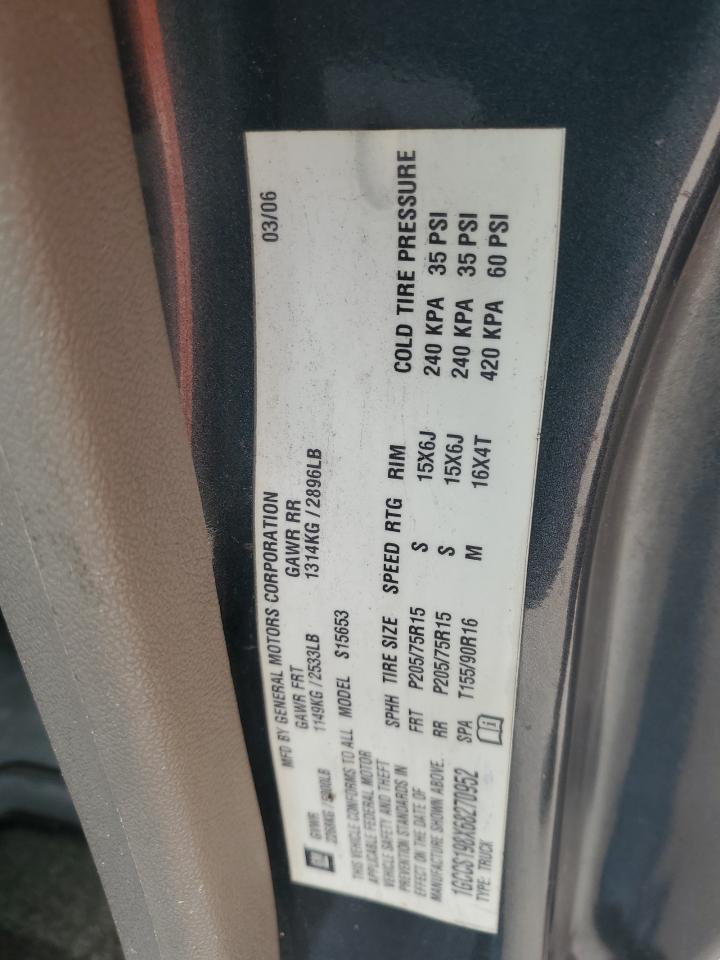 MFD BY GENERAL MOTORS CORPORATION 03/06
GVWR GAWR FRT GAWR RR
1149KG / 2533LB 1314KG / 2896LB
THIS VEHICLE CONFORMS TO ALL
APPLICABLE FEDERAL MOTOR
VEHICLE SAFETY AND THEFT
PREVENTION STANDARDS IN
EFFECT ON THE DATE OF
MANUFACTURE SHOWN ABOVE.
1GCCS198X68270952
TYPE: TRUCK
MODEL S15653
SPHH TIRE SIZE SPEED RTG RIM COLD TIRE PRESSURE
FRT P205/75R15 S 15X6J 240 KPA 35 PSI
RR P205/75R15 S 15X6J 240 KPA 35 PSI
SPA T155/90R16 M 16X4T 420 KPA 60 PSI